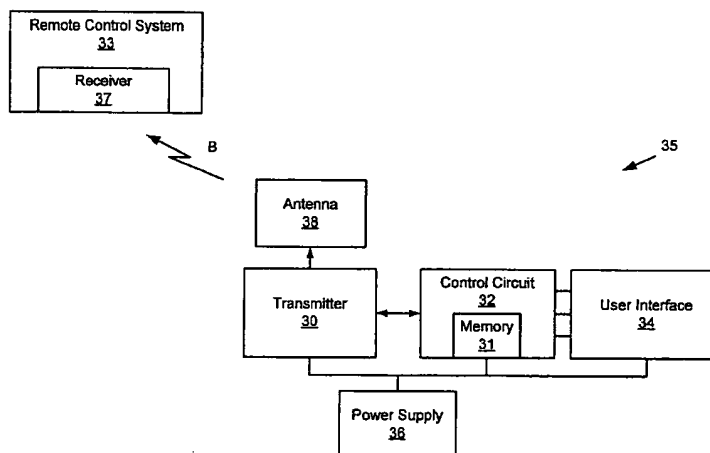 Remote Control System
33
Receiver
37
B
35
Antenna
38
Transmitter
30
Control Circuit
32
Memory
31
User Interface
34
Power Supply
36